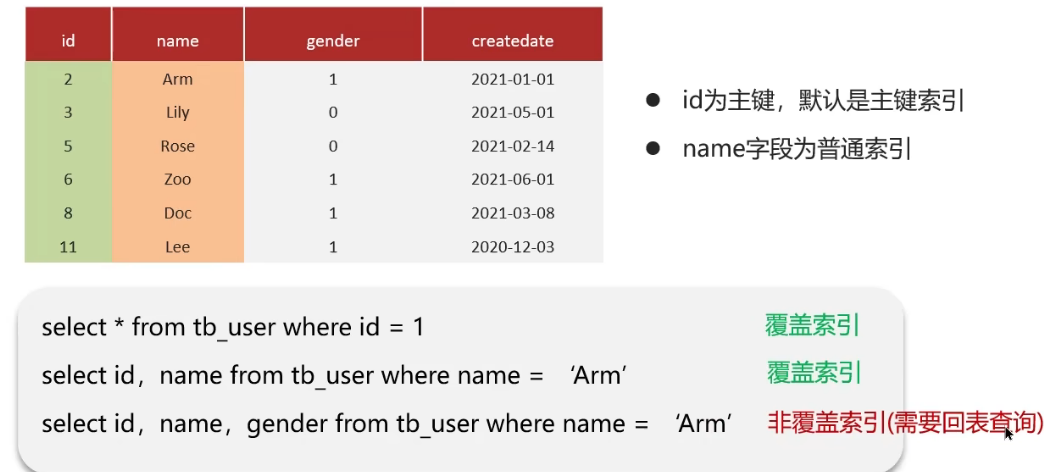 id name gender createdate
2 Arm 1 2021-01-01
3 Lily 0 2021-05-01
5 Rose 0 2021-02-14
6 Zoo 1 2021-06-01
8 Doc 1 2021-03-08
11 Lee 1 2020-12-03
● id为主键，默认是主键索引
● name字段为普通索引
select * from tb_user where id = 1 覆盖索引
select id，name from tb_user where name = ‘Arm’ 覆盖索引
select id，name，gender from tb_user where name = ‘Arm’ 非覆盖索引(需要回表查询)